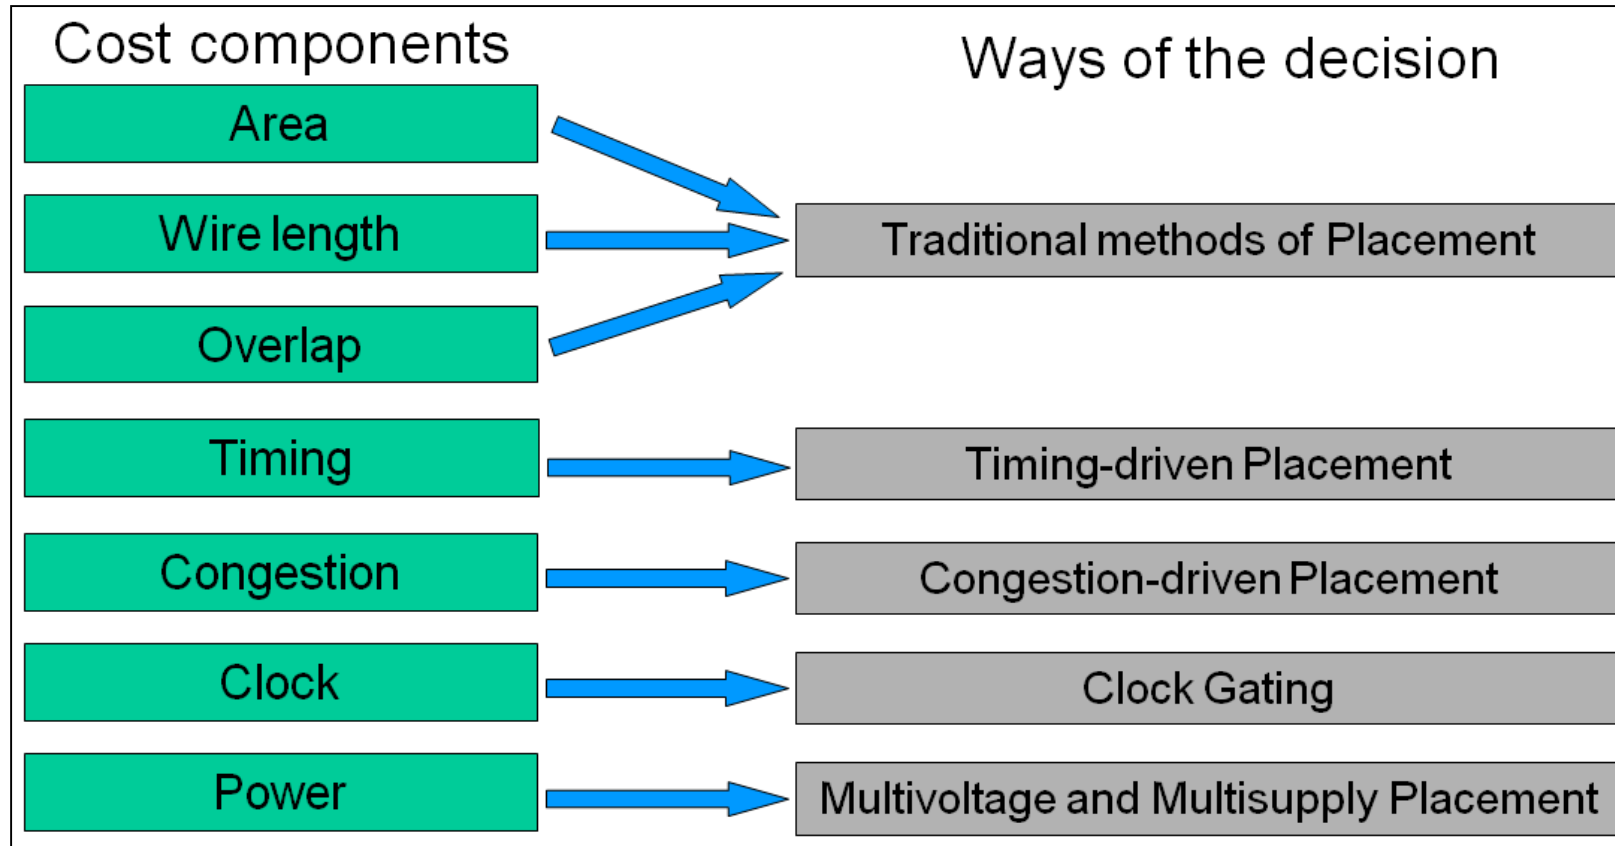 Cost components
Ways of the decision
Area
Wire length
Traditional methods of Placement
Overlap
Timing
Timing-driven Placement
Congestion
Congestion-driven Placement
Clock
Clock Gating
Power
Multivoltage and Multisupply Placement